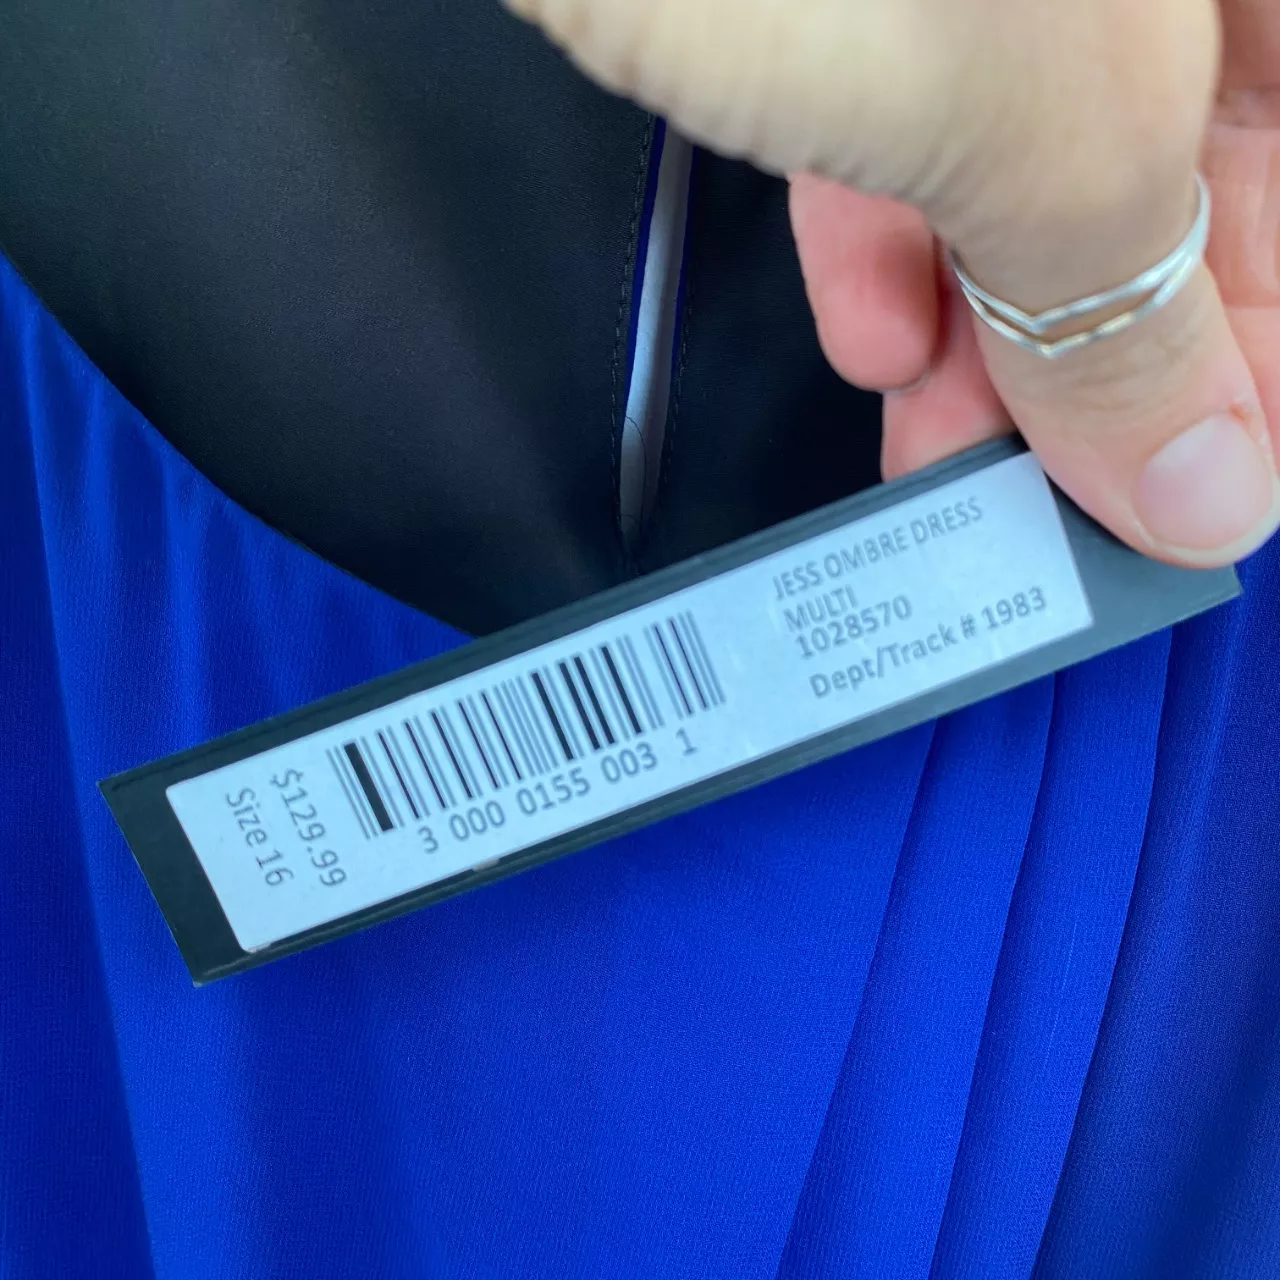 JESS OMBRE DRESS
MULTI
1028570
Dept/Track # 1983
3 000 0155 003 1
$129.99
Size 16